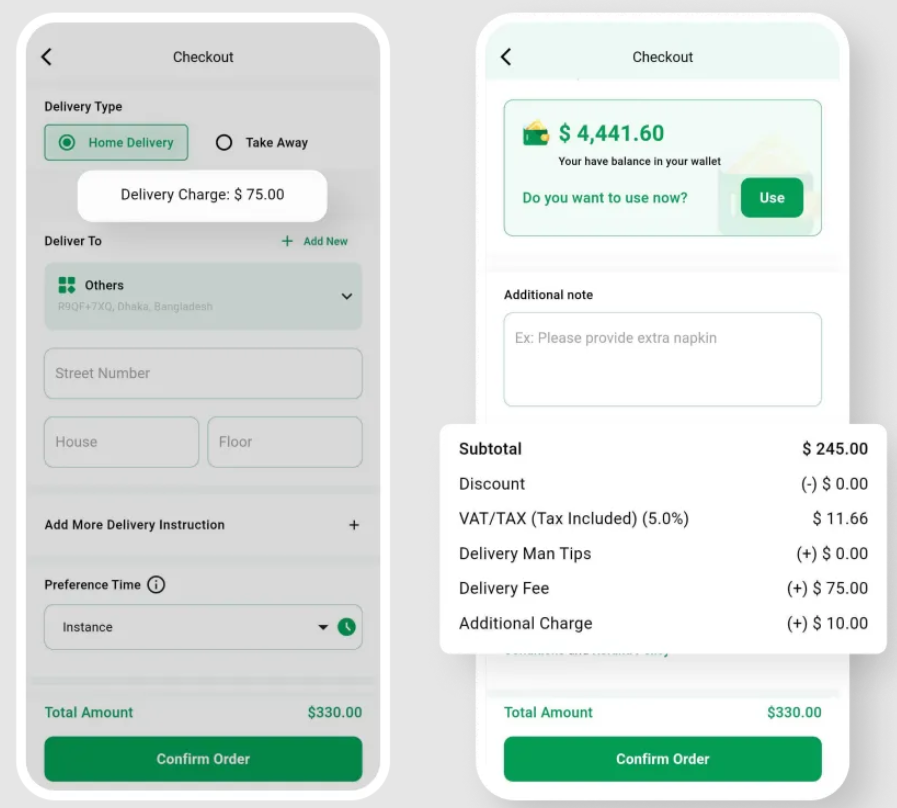 Checkout
Delivery Type
Home Delivery
Take Away
Delivery Charge: $ 75.00
Deliver To
+ Add New
Others
R9QF+7XQ, Dhaka, Bangladesh
Street Number
House
Floor
Add More Delivery Instruction +
Preference Time
Instance
Total Amount $330.00
Confirm Order
Checkout
$ 4,441.60
Your have balance in your wallet
Do you want to use now? Use
Additional note
Ex: Please provide extra napkin
Subtotal $ 245.00
Discount (-) $ 0.00
VAT/TAX (Tax Included) (5.0%) $ 11.66
Delivery Man Tips (+) $ 0.00
Delivery Fee (+) $ 75.00
Additional Charge (+) $ 10.00
Total Amount $330.00
Confirm Order